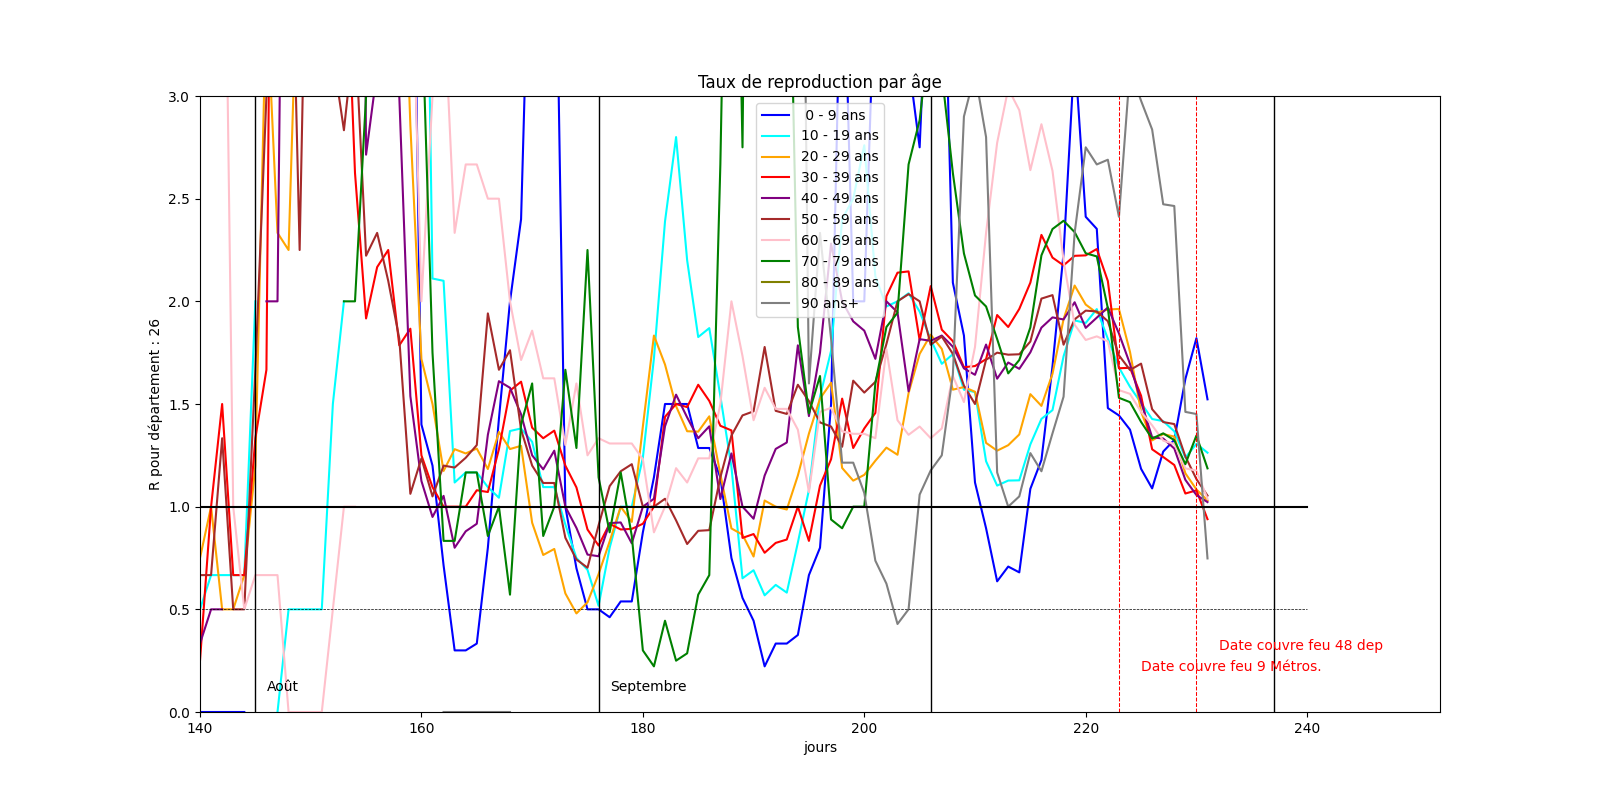 Taux de reproduction par âge
R pour département : 26
3.0
2.5
2.0
1.5
1.0
0.5
0.0
0 - 9 ans
10 - 19 ans
20 - 29 ans
30 - 39 ans
40 - 49 ans
50 - 59 ans
60 - 69 ans
70 - 79 ans
80 - 89 ans
90 ans+
Date couvre feu 48 dep
Date couvre feu 9 Métros.
Août
Septembre
140
160
180
200
220
240
jours